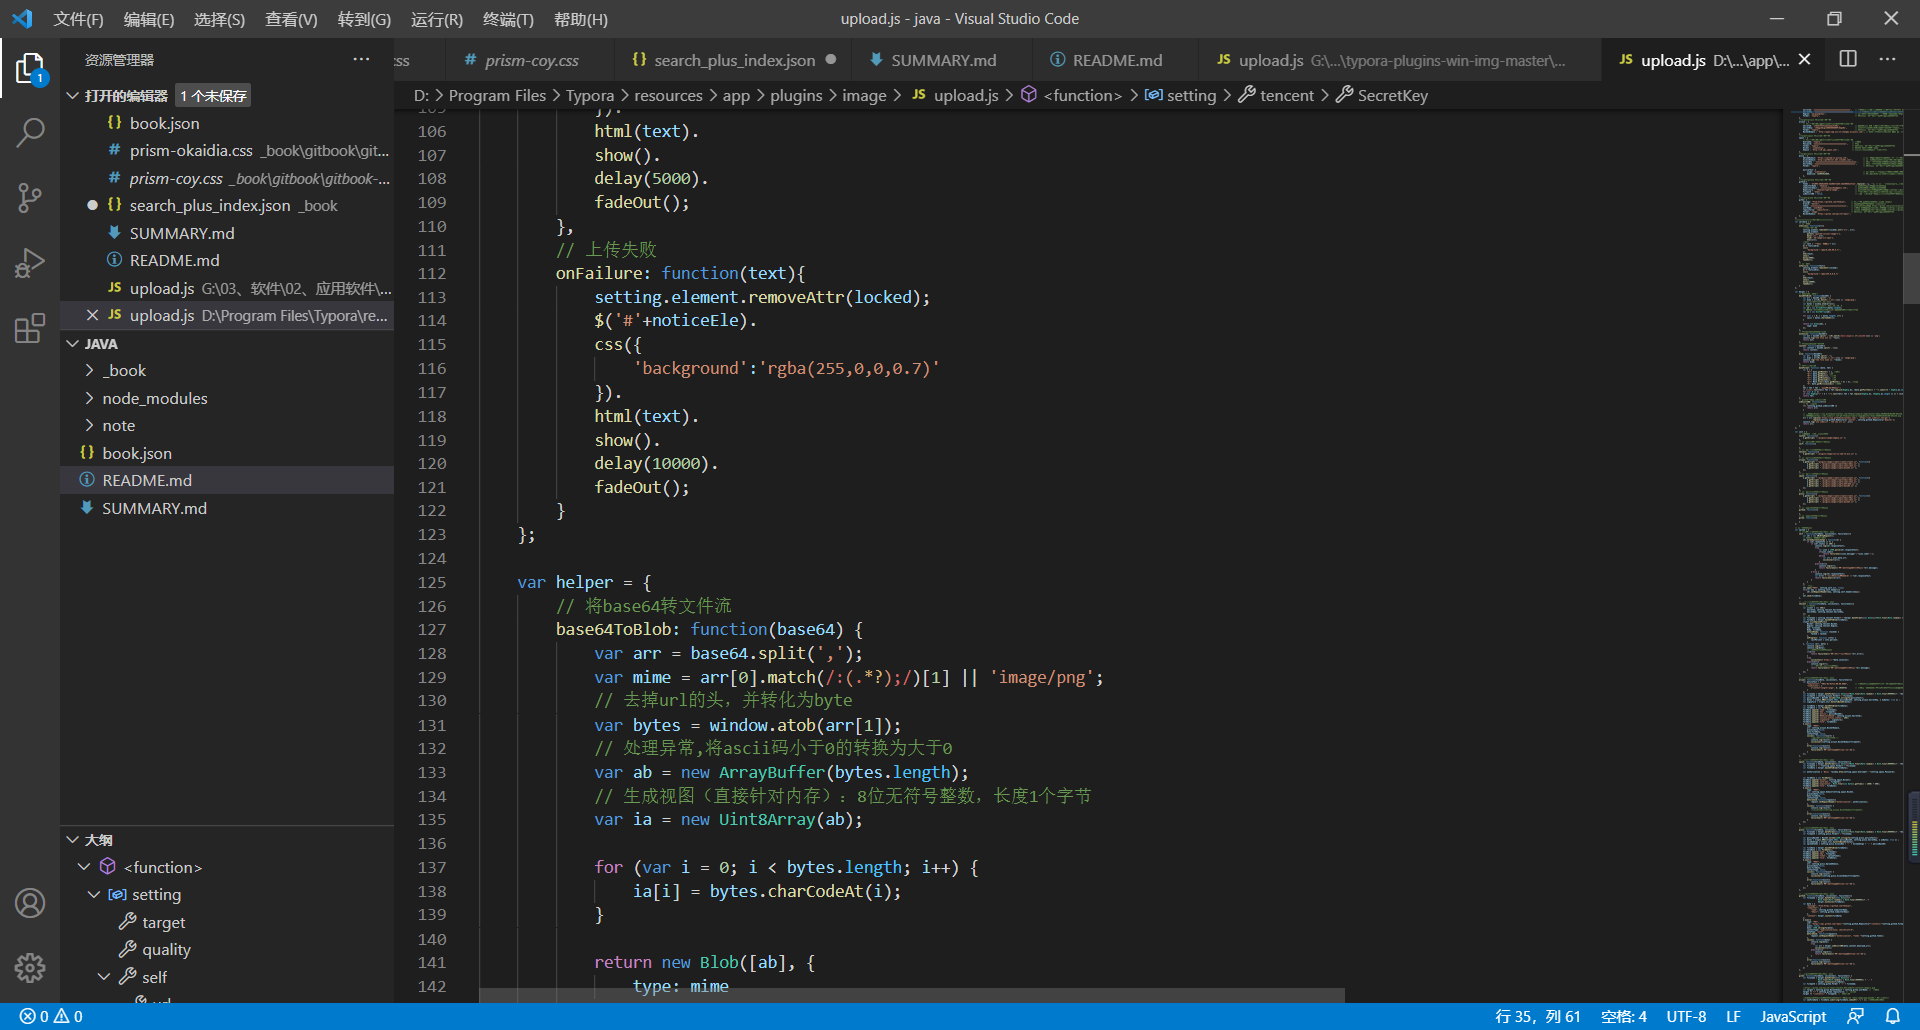 文件(F) 编辑(E) 选择(S) 查看(V) 转到(G) 运行(R) 终端(T) 帮助(H)
upload.js - java - Visual Studio Code
资源管理器 ···
css
# prism-coy.css
{} search_plus_index.json ●
SUMMARY.md
README.md
JS upload.js G:\...\typora-plugins-win-img-master\...
JS upload.js D:\...\app\...
1
打开的编辑器 1 个未保存
{} book.json
# prism-okaidia.css _book\gitbook\git...
# prism-coy.css _book\gitbook\gitbook-...
● {} search_plus_index.json _book
SUMMARY.md
README.md
JS upload.js G:\03、软件\02、应用软件\...
JS upload.js D:\Program Files\Typora\re...
JAVA
_book
node_modules
note
{} book.json
README.md
SUMMARY.md
大纲
<function>
setting
target
quality
self
D: > Program Files > Typora > resources > app > plugins > image > JS upload.js > <function> > setting > tencent > SecretKey
105 }).
106 html(text).
107 show().
108 delay(5000).
109 fadeOut();
110 },
111 // 上传失败
112 onFailure: function(text){
113 setting.element.removeAttr(locked);
114 $('#'+noticeEle).
115 css({
116 'background':'rgba(255,0,0,0.7)'
117 }).
118 html(text).
119 show().
120 delay(10000).
121 fadeOut();
122 }
123 };
124
125 var helper = {
126 // 将base64转文件流
127 base64ToBlob: function(base64) {
128 var arr = base64.split(',');
129 var mime = arr[0].match(/:(.*?);/)[1] || 'image/png';
130 // 去掉url的头，并转化为byte
131 var bytes = window.atob(arr[1]);
132 // 处理异常,将ascii码小于0的转换为大于0
133 var ab = new ArrayBuffer(bytes.length);
134 // 生成视图（直接针对内存）：8位无符号整数，长度1个字节
135 var ia = new Uint8Array(ab);
136
137 for (var i = 0; i < bytes.length; i++) {
138 ia[i] = bytes.charCodeAt(i);
139 }
140
141 return new Blob([ab], {
142 type: mime
0 0
行 35，列 61 空格: 4 UTF-8 LF JavaScript